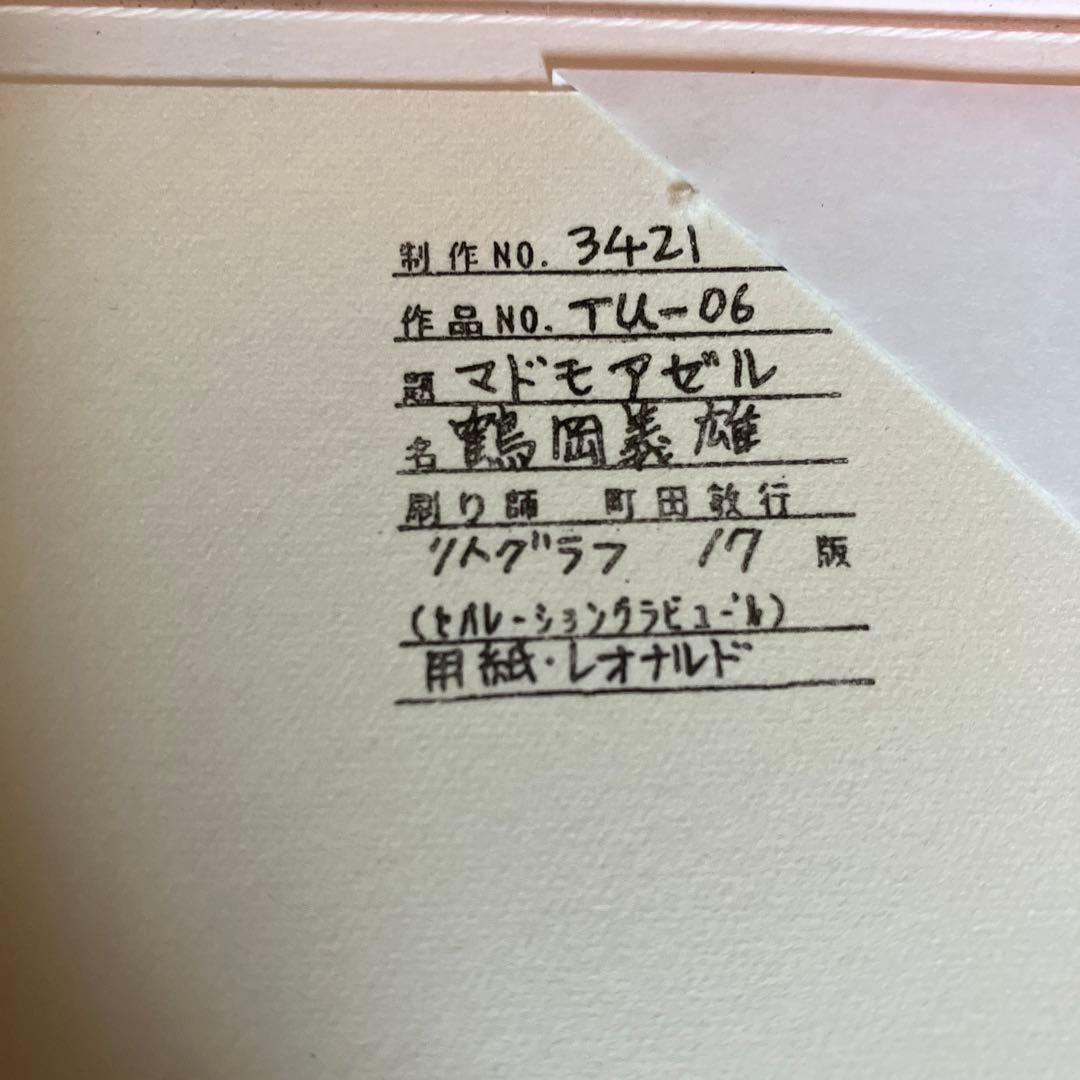 制作NO. 3421
作品NO. TU-06
題 マドモアゼル
名 鶴岡義雄
刷り師 町田敏行
リトグラフ 17 版
(セパレーショングラビュール)
用紙・レオナルド